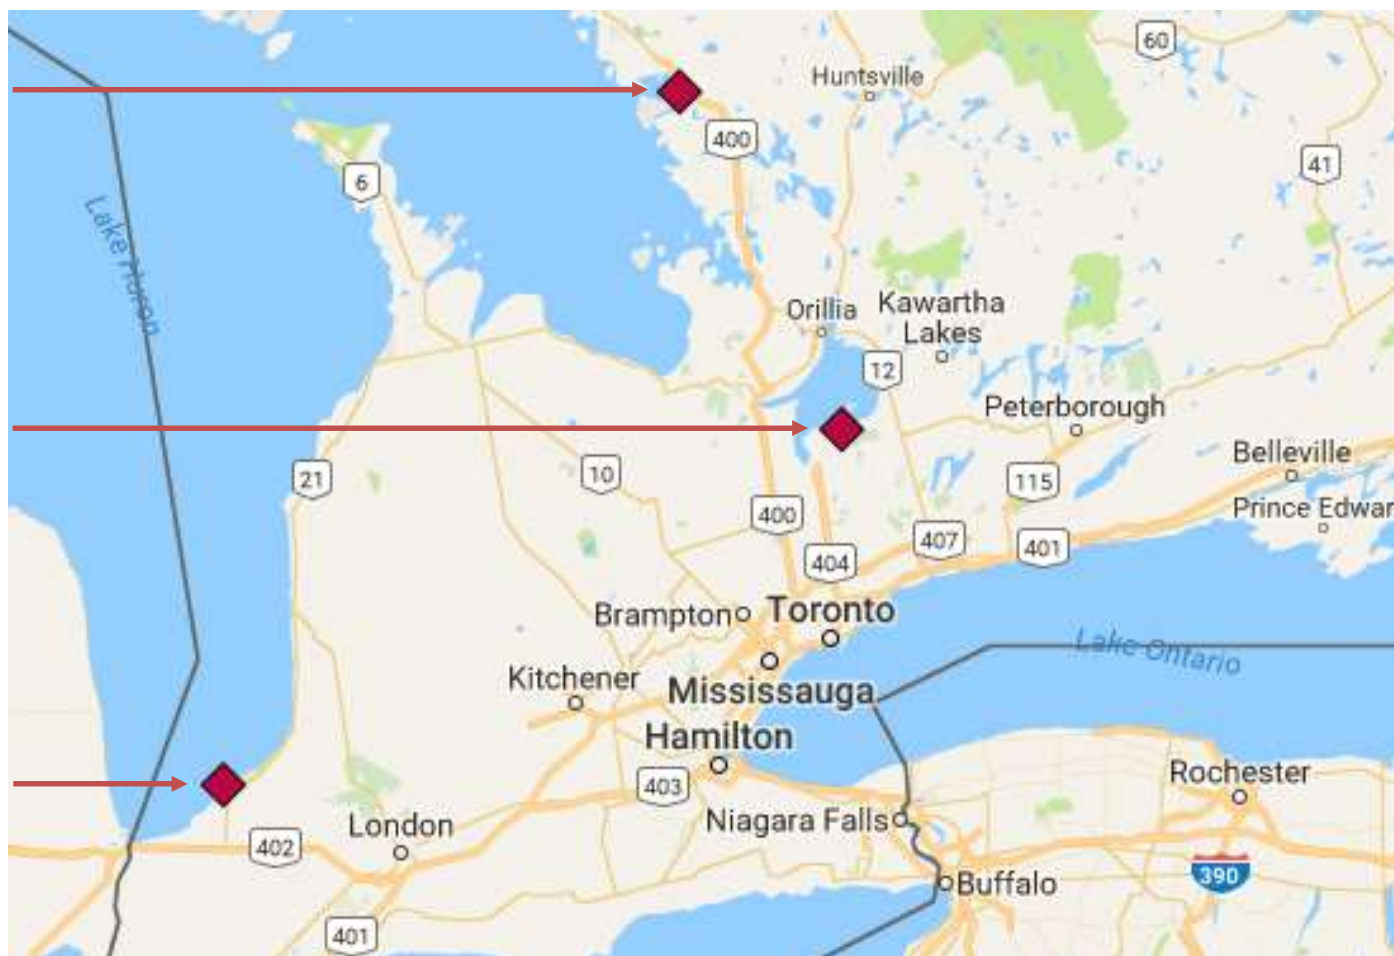 60
Huntsville
400
41
6
Lake Huron
Orillia
Kawartha
Lakes
12
Peterborough
Belleville
21
10
115
Prince Edwar
400
407
401
404
Brampton
Toronto
Lake Ontario
Kitchener
Mississauga
Hamilton
Rochester
403
Niagara Falls
London
402
390
Buffalo
401